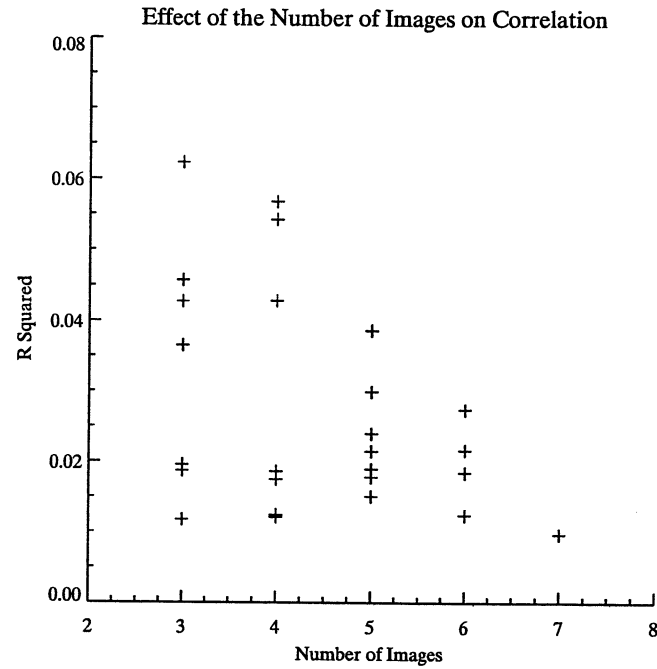 Effect of the Number of Images on Correlation
0.08
0.06
0.04
0.02
0.00
R Squared
2 3 4 5 6 7 8
Number of Images